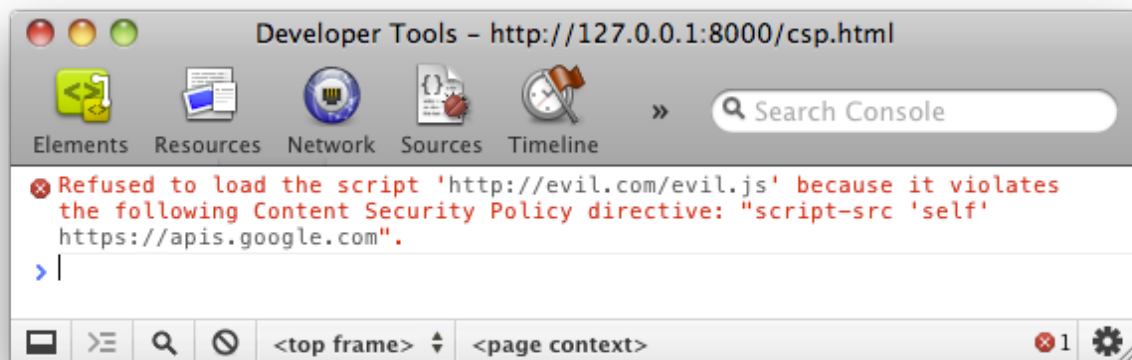 Developer Tools – http://127.0.0.1:8000/csp.html
Elements Resources Network Sources Timeline » Search Console
Refused to load the script 'http://evil.com/evil.js' because it violates
the following Content Security Policy directive: "script-src 'self'
https://apis.google.com".
<top frame> <page context> 1